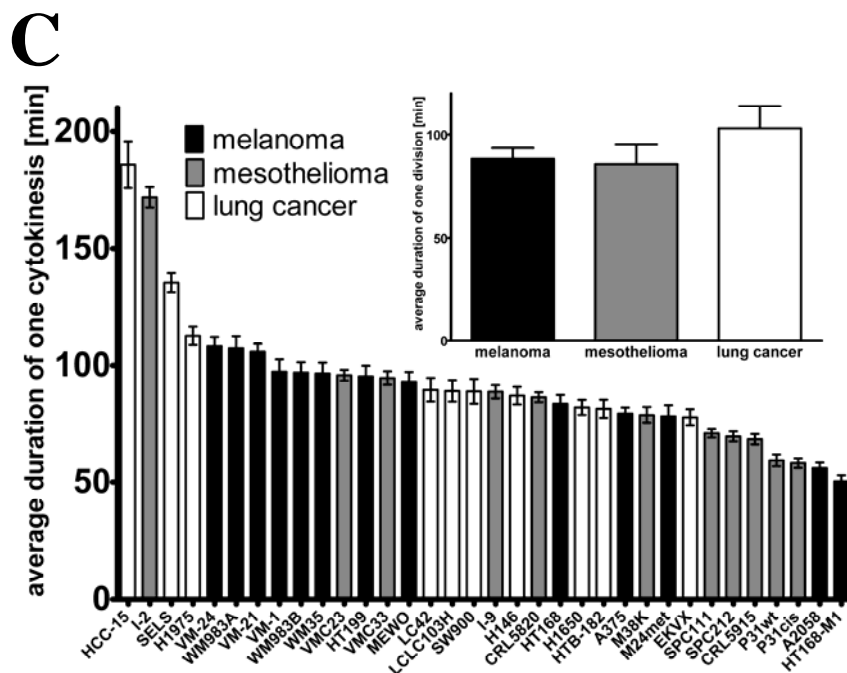 C
average duration of one cytokinesis [min]
200
150
100
50
0
melanoma
mesothelioma
lung cancer
average duration of one division [min]
100
50
0
melanoma mesothelioma lung cancer
HCC-15 I-2 SELS H1975 VM-24 WM983A VM-21 VM-1 WM983B WM35 VMC23 HT199 VMC33 MEWO LC42 LCLC103H SW900 I-9 H146 CRL5820 HT168 H1650 HTB-182 A375 M38K M24met EKVX SPC111 SPC212 CRL5915 P31wt P31cis A2058 HT168-M1